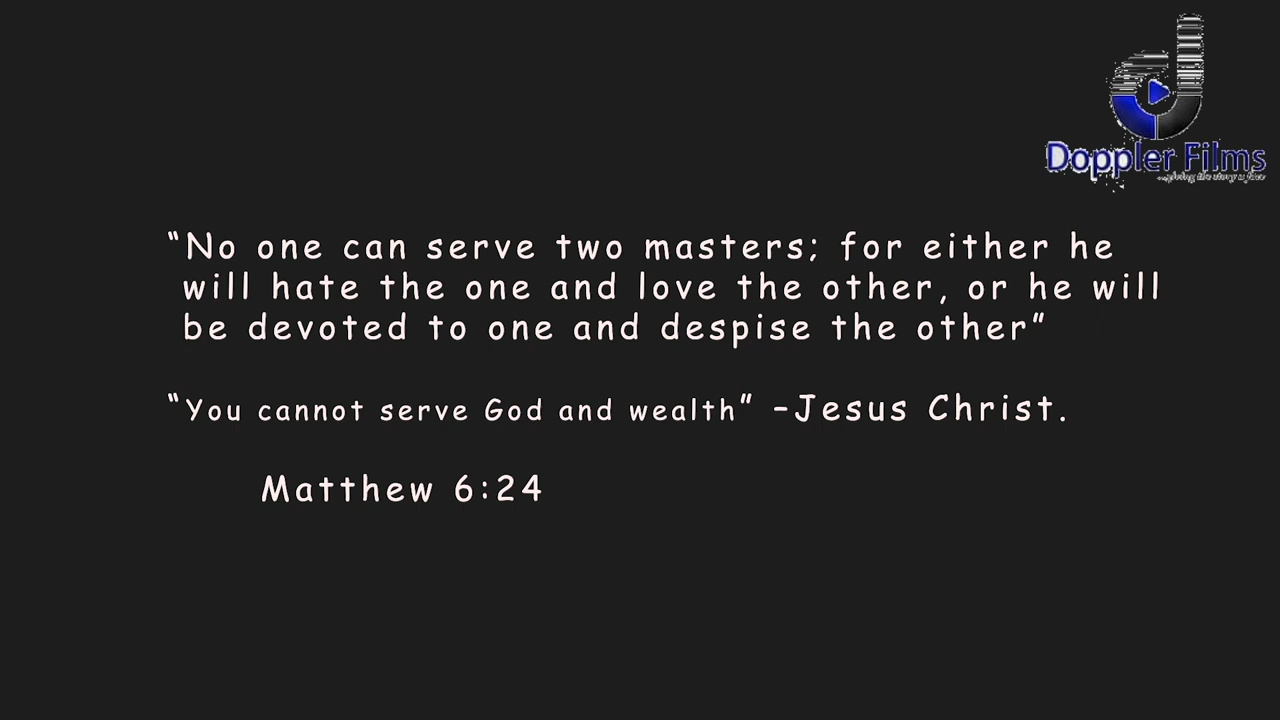 Doppler Films
“No one can serve two masters; for either he
will hate the one and love the other, or he will
be devoted to one and despise the other”
“You cannot serve God and wealth” –Jesus Christ.
Matthew 6:24